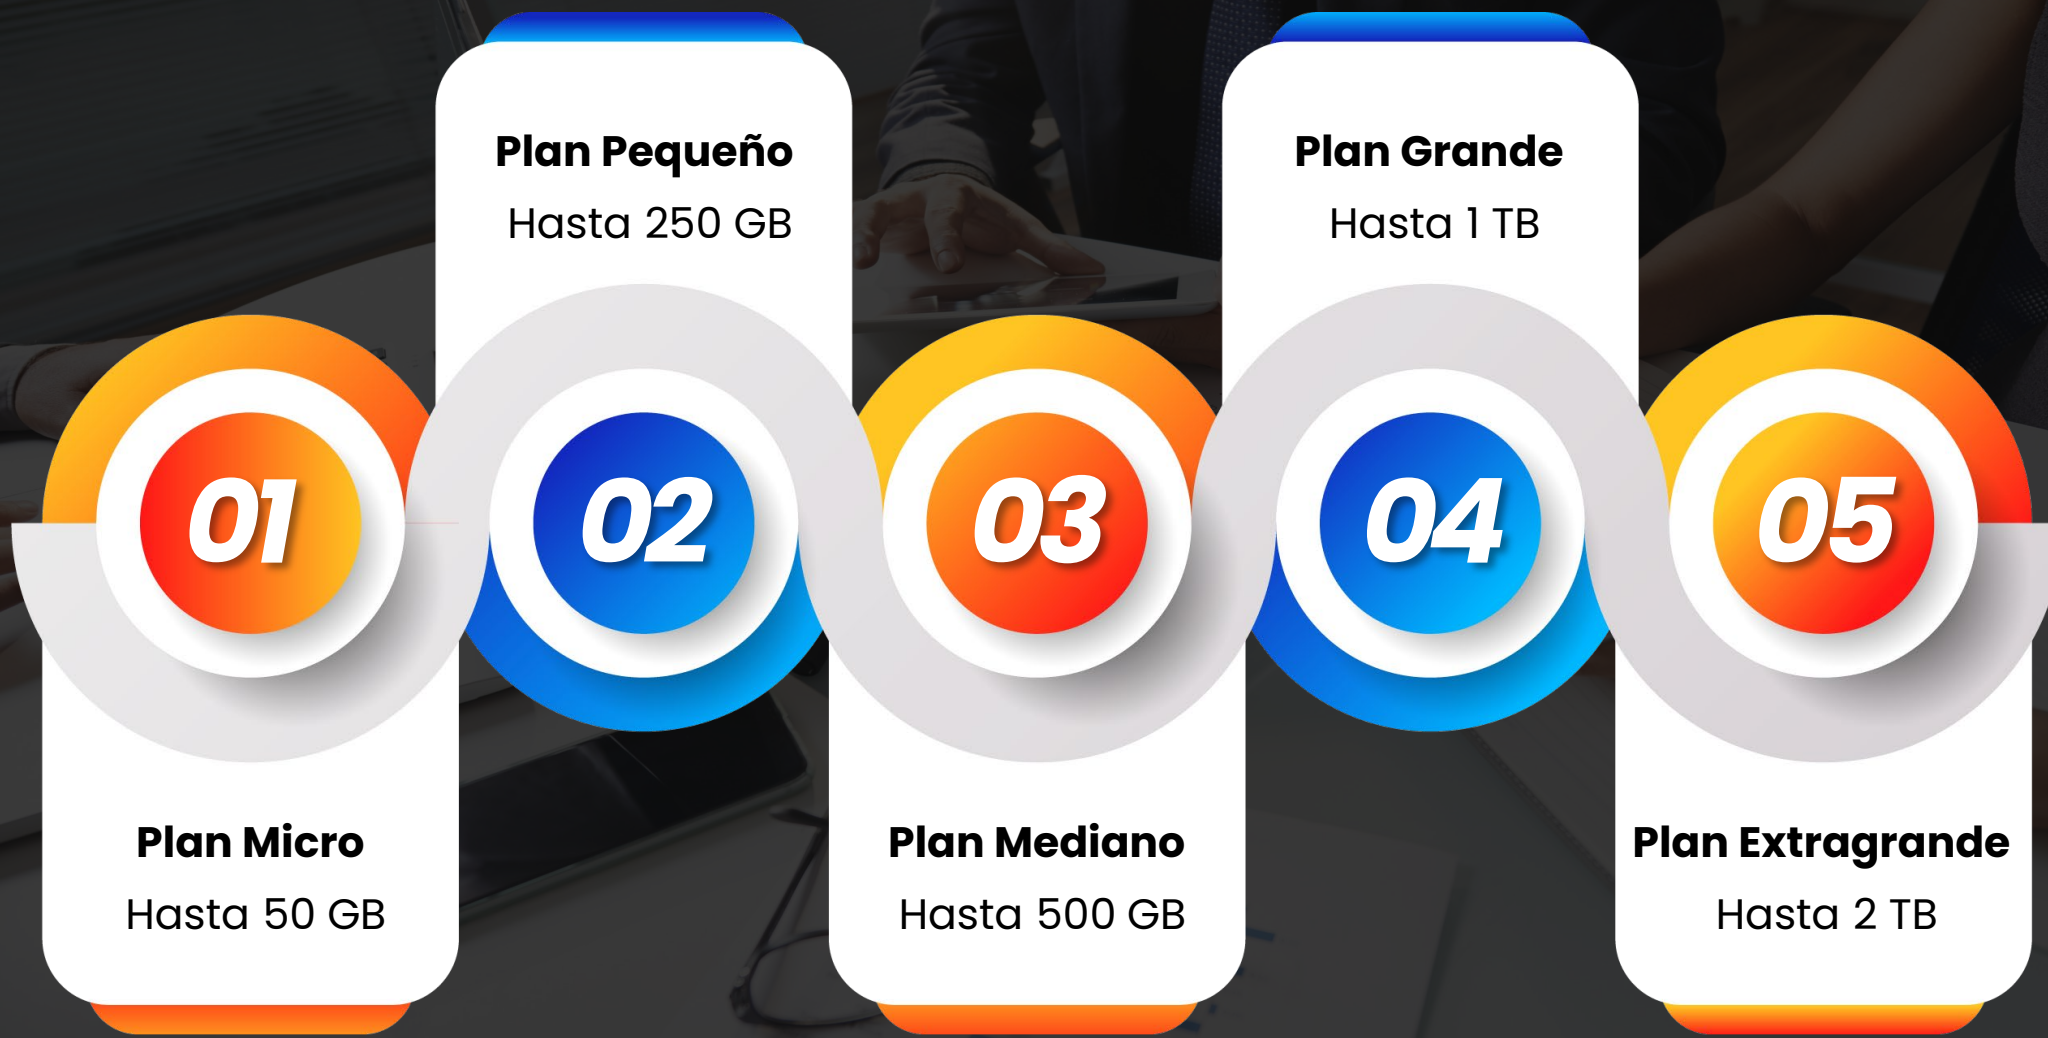 01
Plan Micro
Hasta 50 GB
Plan Pequeño
Hasta 250 GB
02
03
Plan Mediano
Hasta 500 GB
Plan Grande
Hasta 1 TB
04
05
Plan Extragrande
Hasta 2 TB